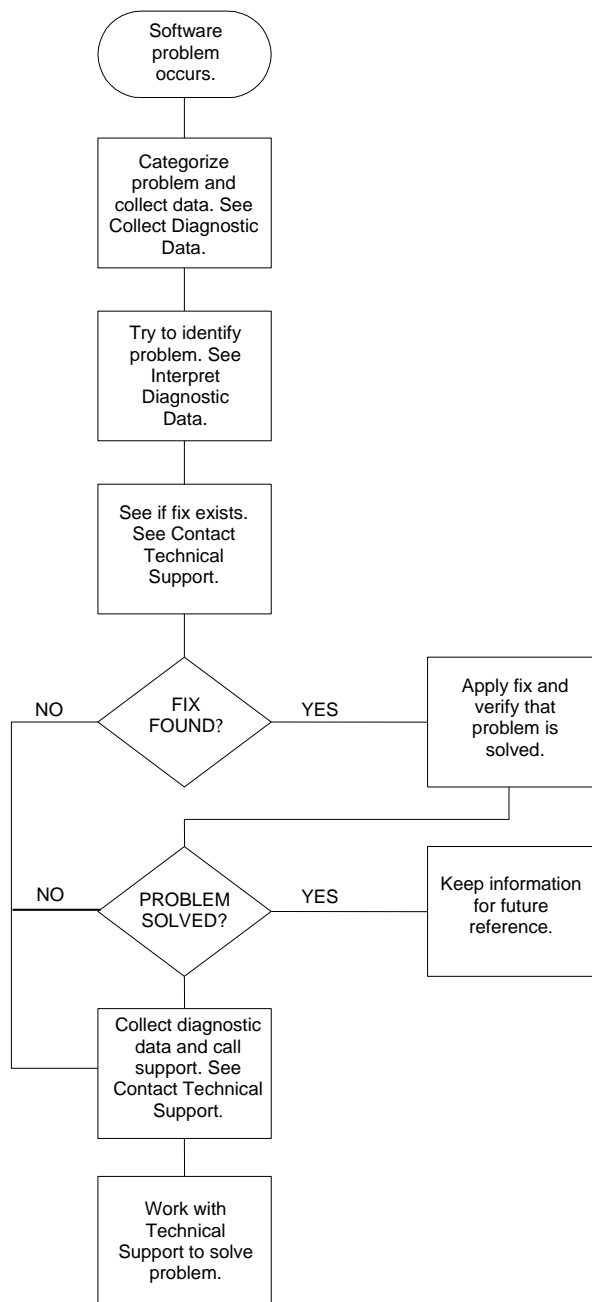 Software
problem
occurs.
Categorize
problem and
collect data. See
Collect Diagnostic
Data.
Try to identify
problem. See
Interpret
Diagnostic
Data.
See if fix exists.
See Contact
Technical
Support.
NO
FIX
FOUND?
YES
Apply fix and
verify that
problem is
solved.
NO
PROBLEM
SOLVED?
YES
Keep information
for future
reference.
Collect diagnostic
data and call
support. See
Contact Technical
Support.
Work with
Technical
Support to solve
problem.